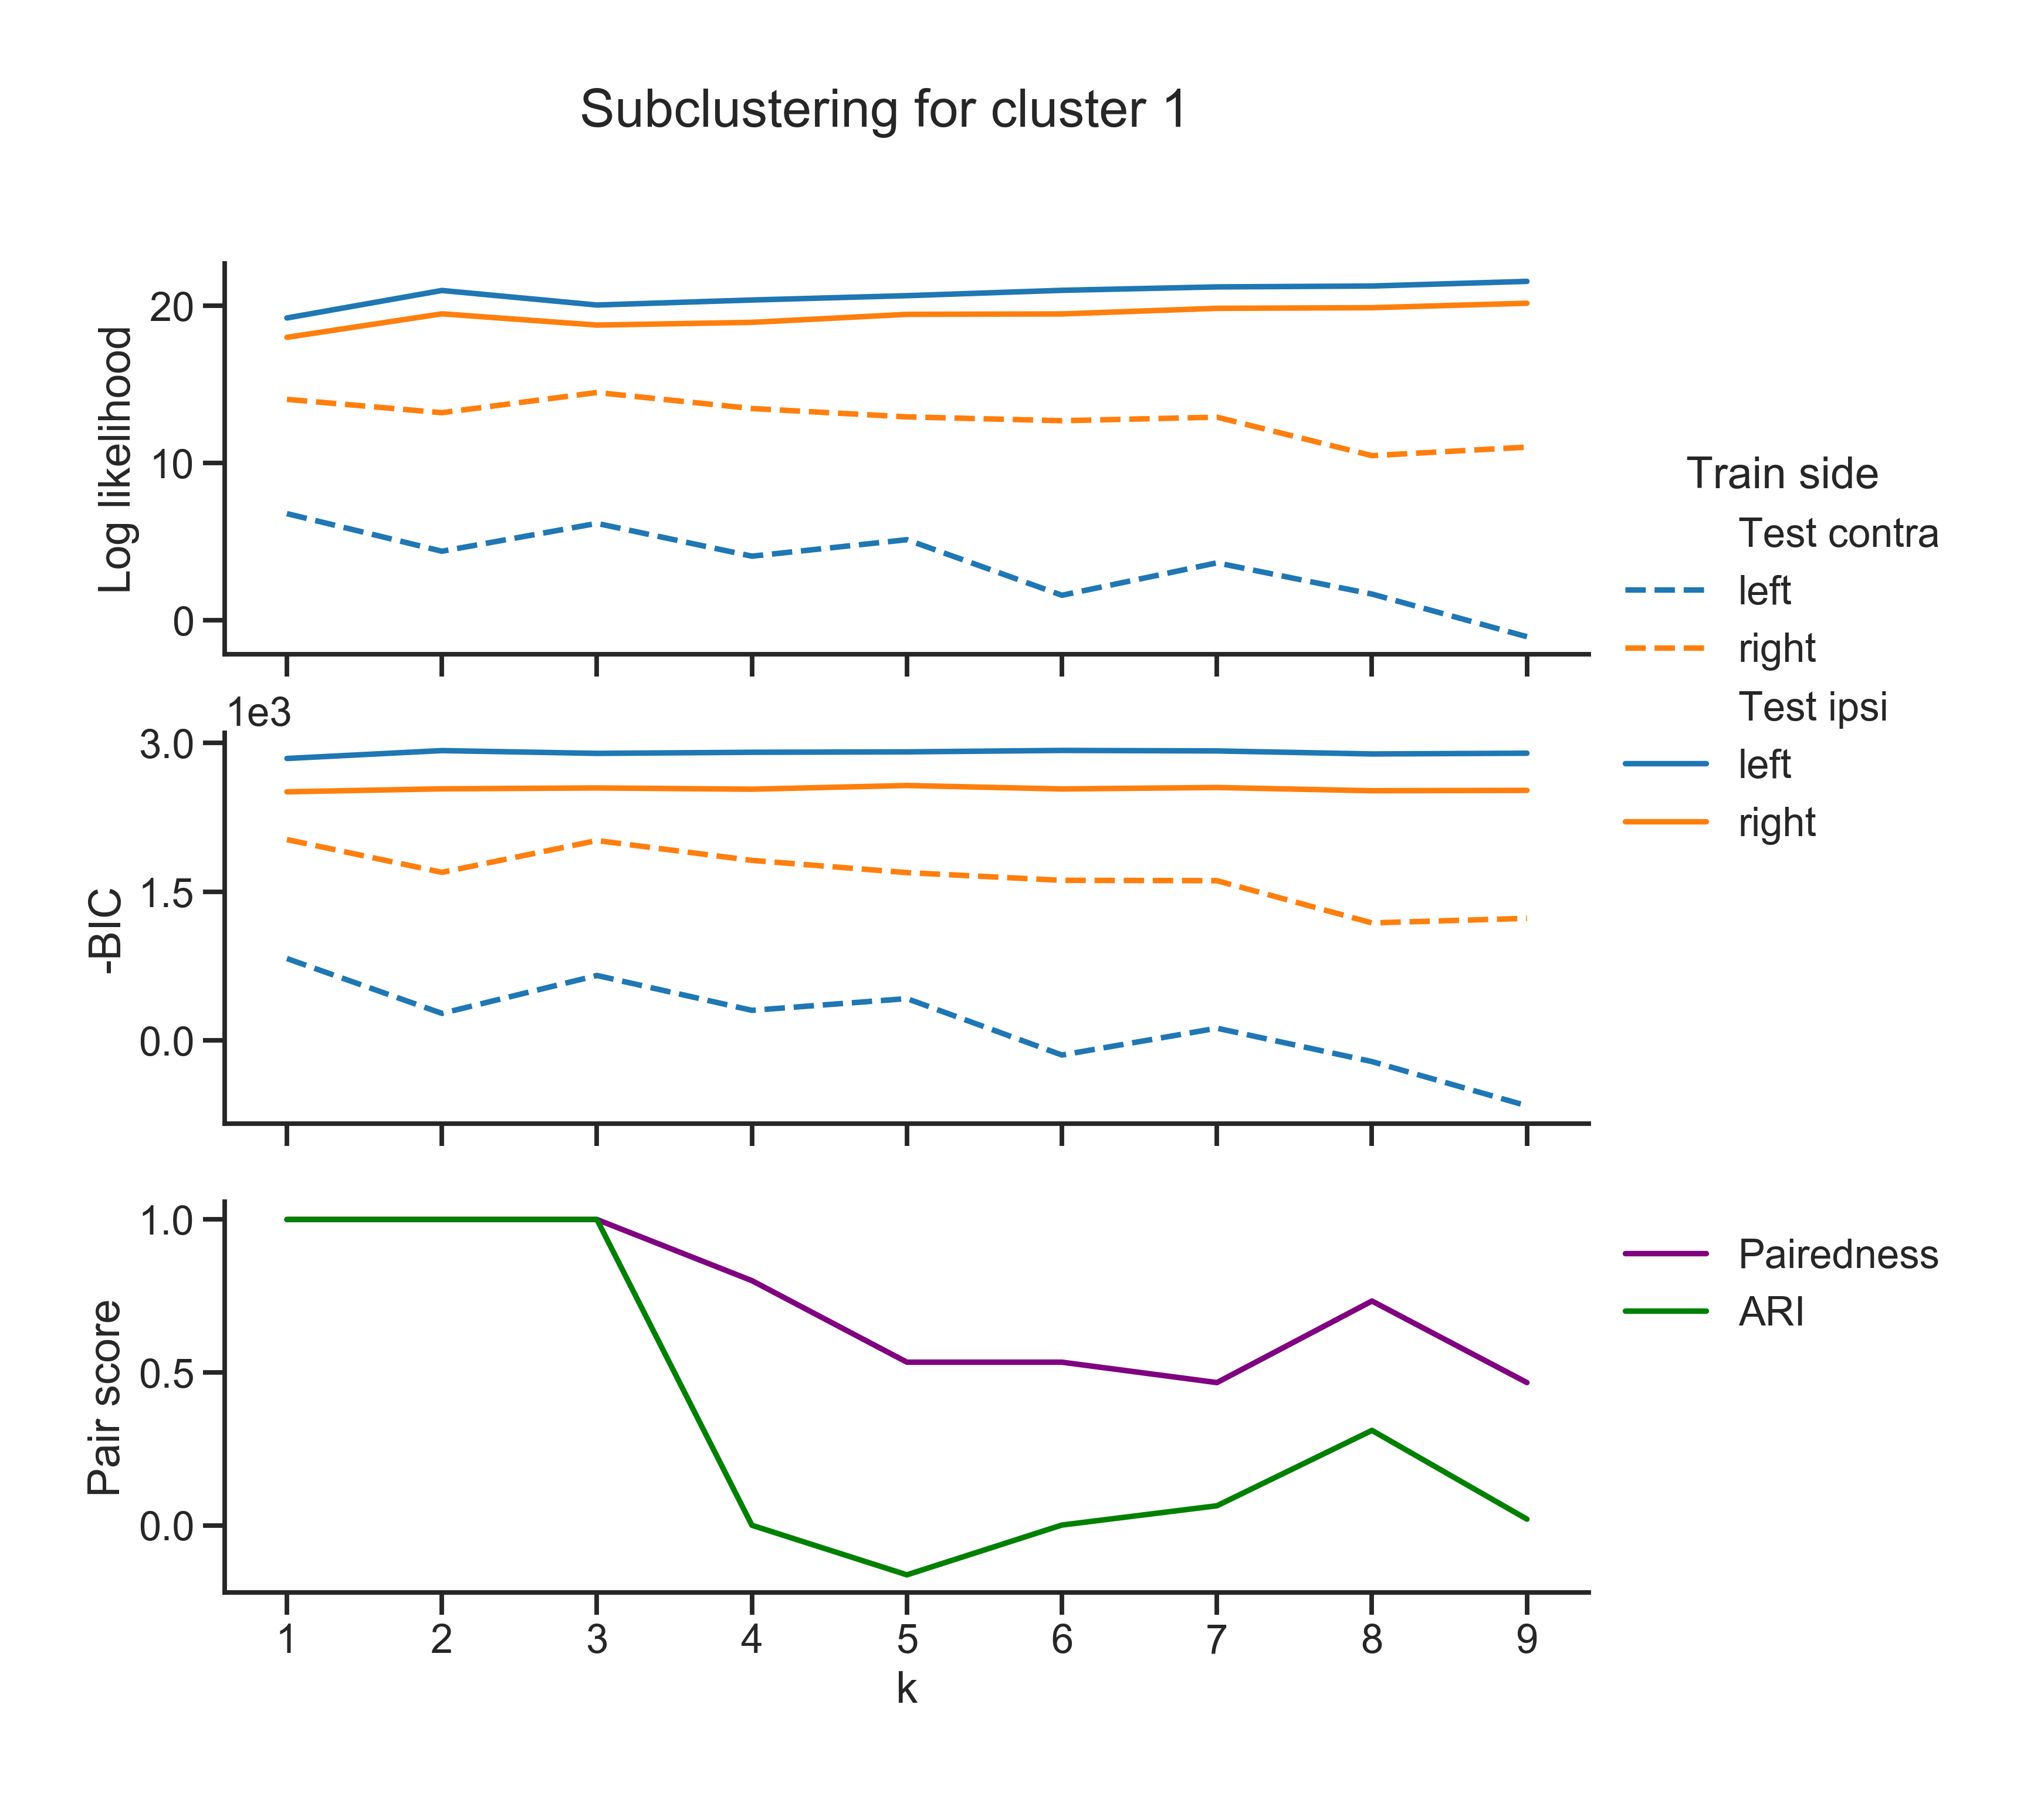 Subclustering for cluster 1
Log likelihood
20
10
0
1e3
-BIC
3.0
1.5
0.0
Pair score
1.0
0.5
0.0
1 2 3 4 5 6 7 8 9
k
Train side
Test contra
left
right
Test ipsi
left
right
Pairedness
ARI